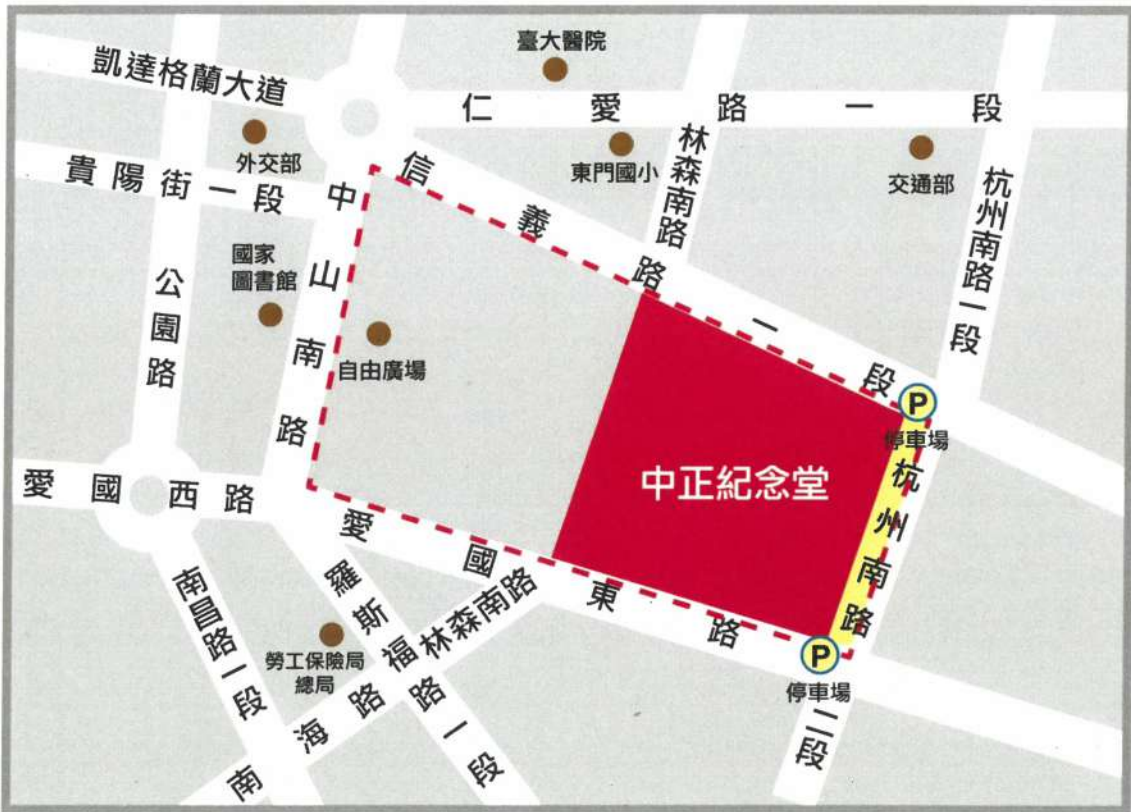 臺大醫院
凱達格蘭大道
仁愛路一段
外交部
東門國小
林森南路
交通部
杭州南路一段
貴陽街一段
信義路一段
中山南路
國家
圖書館
公園路
自由廣場
P
停車場
中正紀念堂
杭州南路二段
愛國西路
愛國東路
羅斯福路一段
林森南路
南昌路一段
勞工保險局
總局
南海路
P
停車場